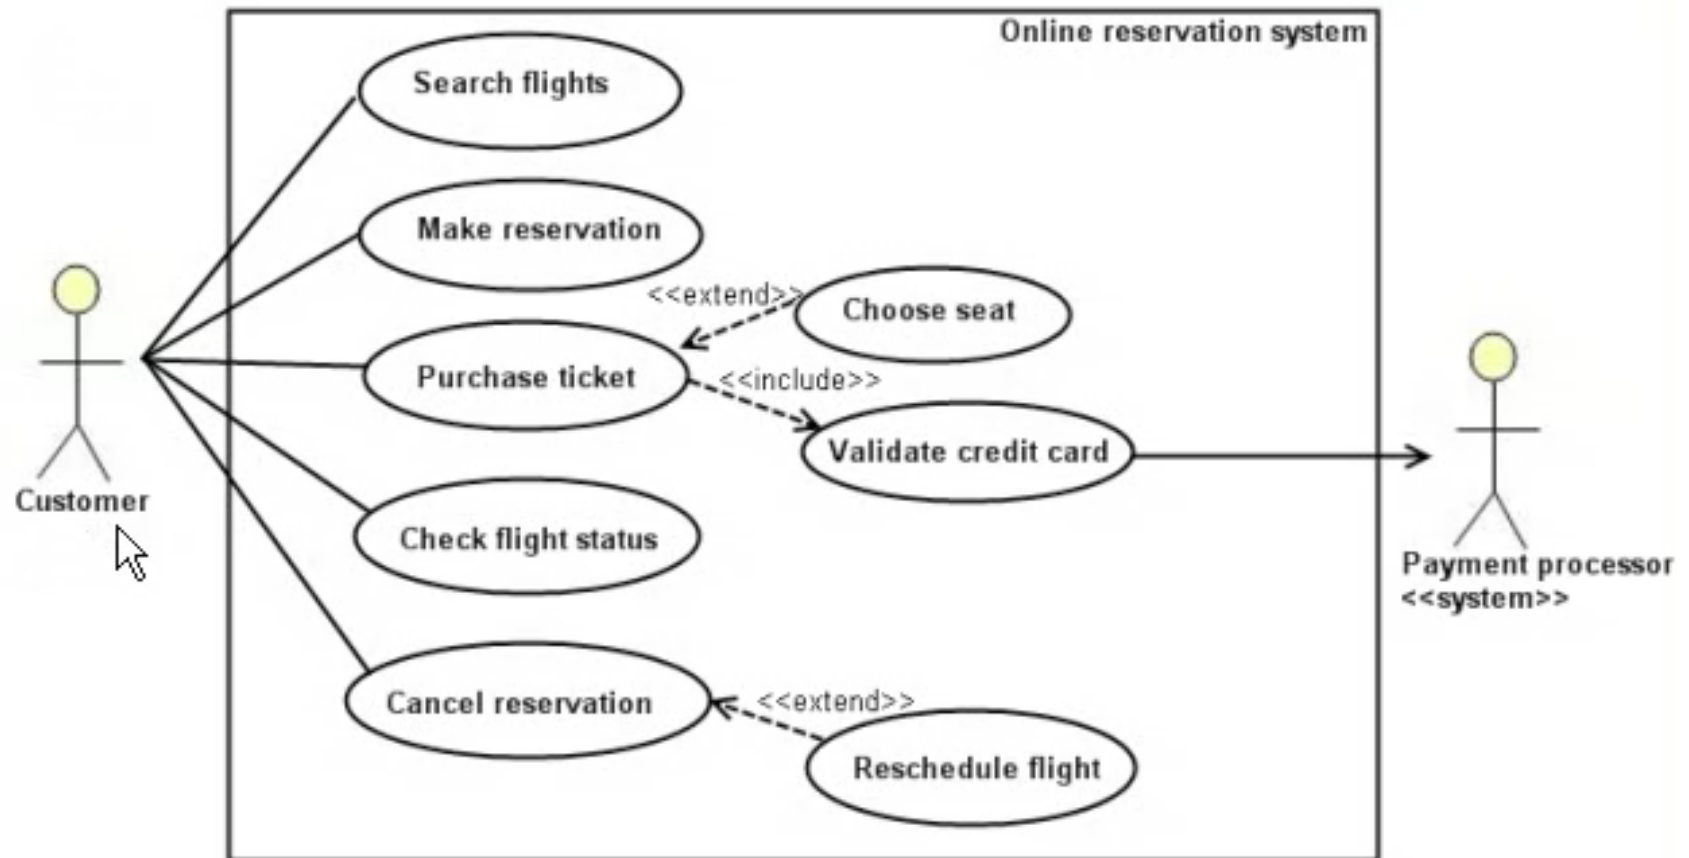 Online reservation system
Search flights
Make reservation
<<extend>>
Choose seat
Purchase ticket
<<include>>
Validate credit card
Customer
Check flight status
Payment processor
<<system>>
Cancel reservation
<<extend>>
Reschedule flight